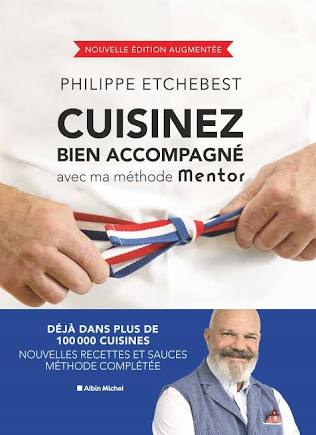 NOUVELLE ÉDITION AUGMENTÉE
PHILIPPE ETCHEBEST
CUISINEZ
BIEN ACCOMPAGNÉ
avec ma méthode mentor
DÉJÀ DANS PLUS DE
100 000 CUISINES
NOUVELLES RECETTES ET SAUCES
MÉTHODE COMPLÉTÉE
Albin Michel